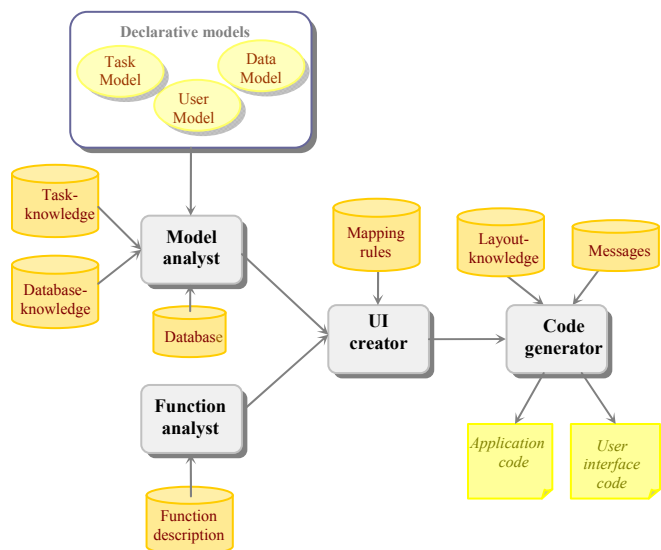 Declarative models
Task
Model
Data
Model
User
Model
Task-
knowledge
Model
analyst
Database-
knowledge
Database
Mapping
rules
Layout-
knowledge
Messages
UI
creator
Code
generator
Function
analyst
Function
description
Application
code
User
interface
code